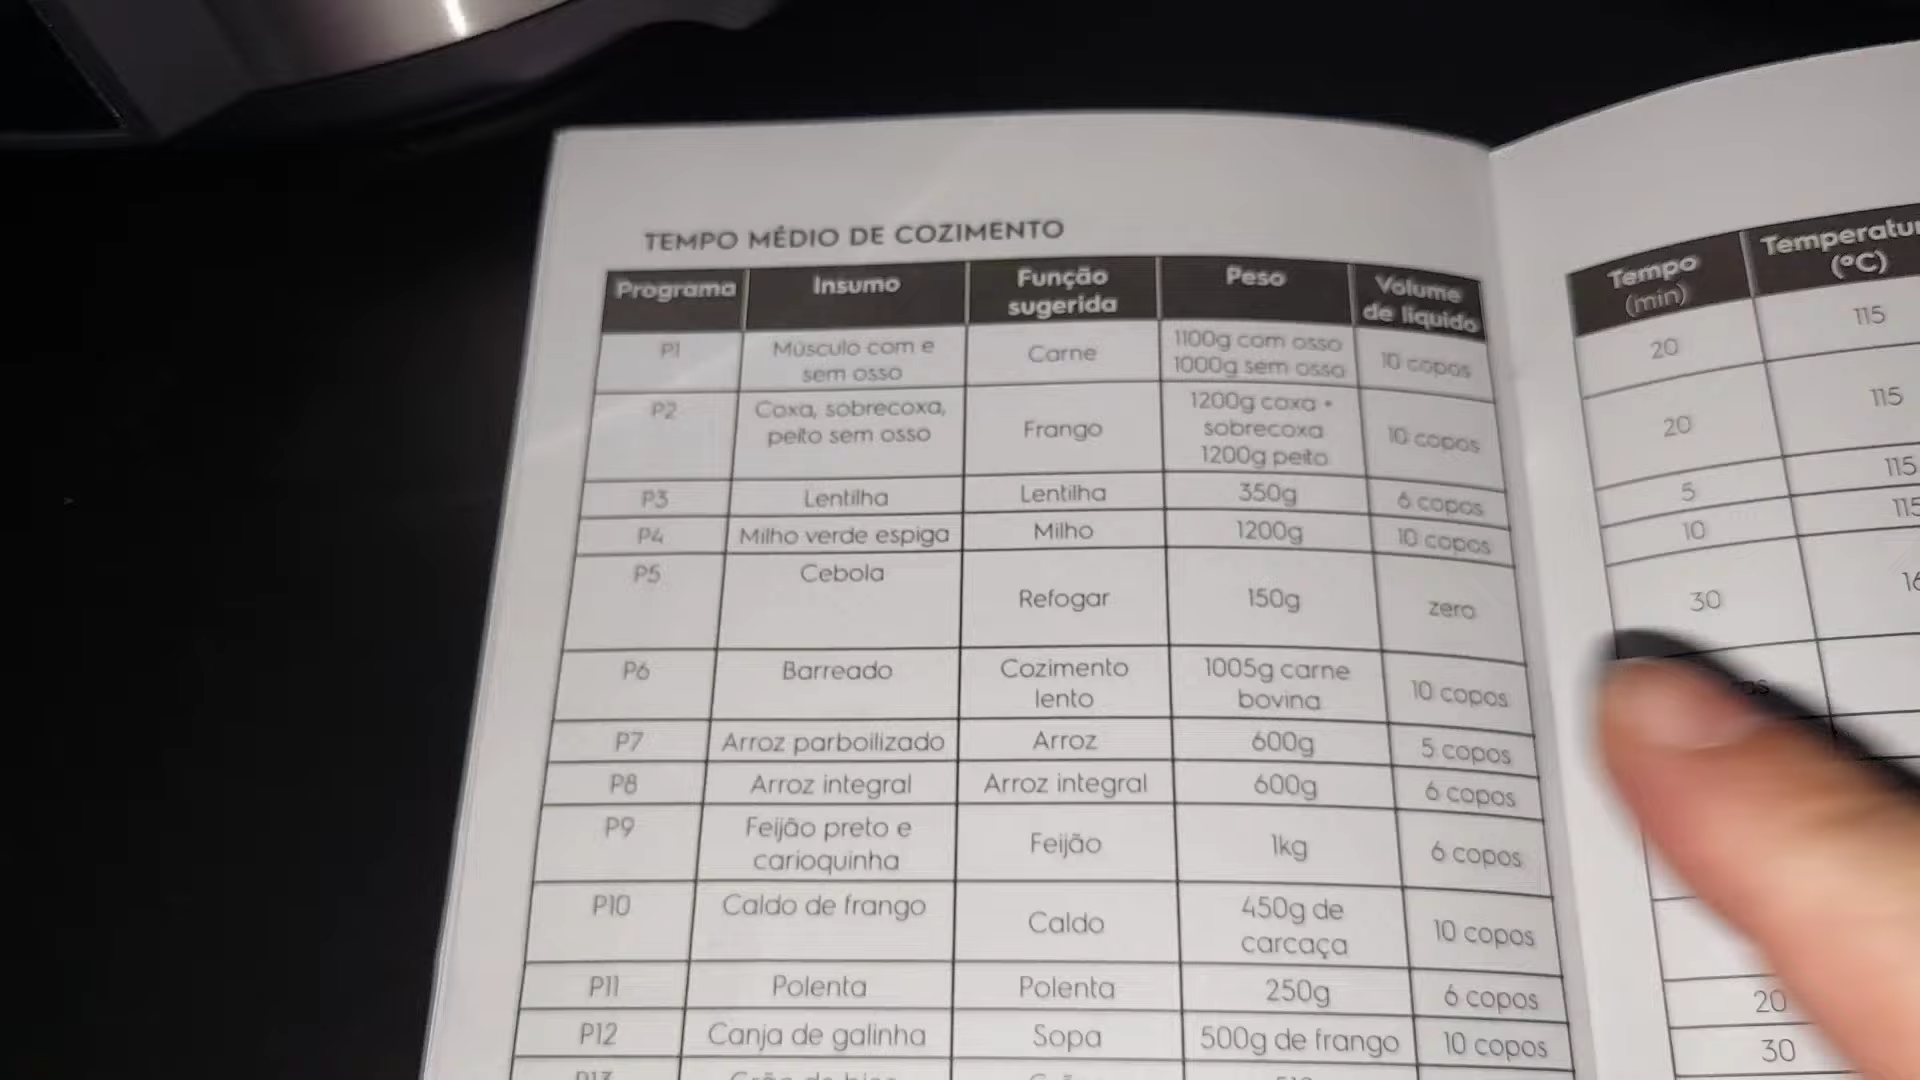 TEMPO MÉDIO DE COZIMENTO
Programa Insumo Função sugerida Peso Volume de líquido Tempo (min) (°C)
P1 Músculo com e sem osso Carne 1100g com osso 1000g sem osso 10 copos 20 115
P2 Coxa, sobrecoxa, peito sem osso Frango 1200g coxa + sobrecoxa 1200g peito 10 copos 20 115
P3 Lentilha Lentilha 350g 6 copos 5 115
P4 Milho verde espiga Milho 1200g 10 copos 10 115
P5 Cebola Refogar 150g zero 30
P6 Barreado Cozimento lento 1005g carne bovina 10 copos
P7 Arroz parboilizado Arroz 600g 5 copos
P8 Arroz integral Arroz integral 600g 6 copos
P9 Feijão preto e carioquinha Feijão 1kg 6 copos
P10 Caldo de frango Caldo 450g de carcaça 10 copos
P11 Polenta Polenta 250g 6 copos 20
P12 Canja de galinha Sopa 500g de frango 10 copos 30